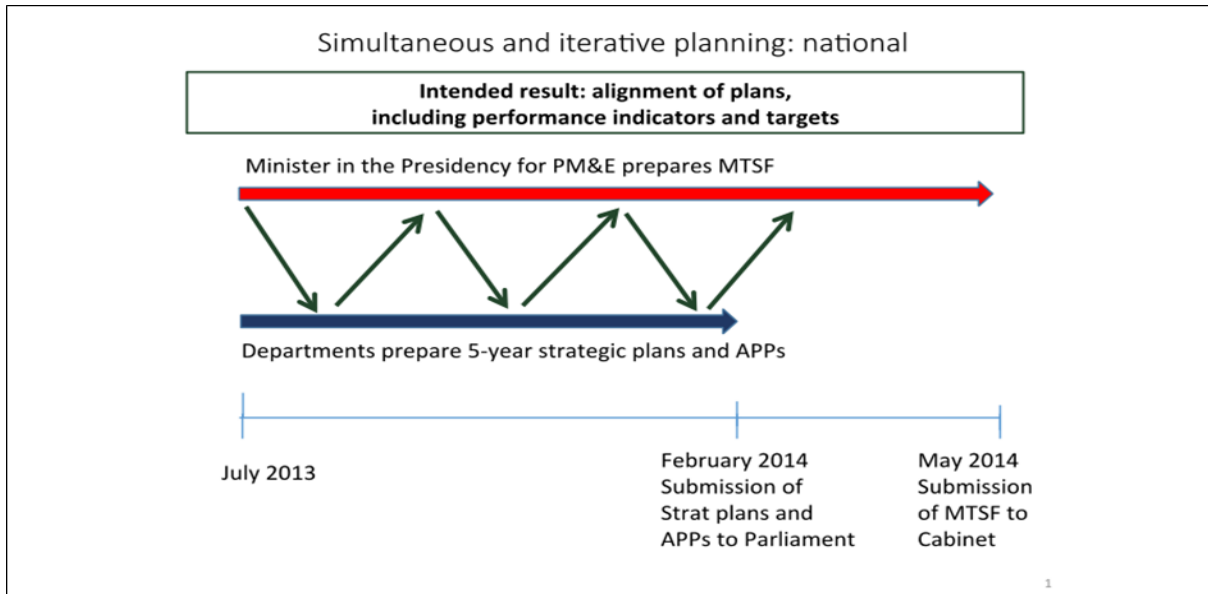 Simultaneous and iterative planning: national
Intended result: alignment of plans,
including performance indicators and targets
Minister in the Presidency for PM&E prepares MTSF
Departments prepare 5-year strategic plans and APPs
July 2013
February 2014
Submission of
Strat plans and
APPs to Parliament
May 2014
Submission
of MTSF to
Cabinet
1